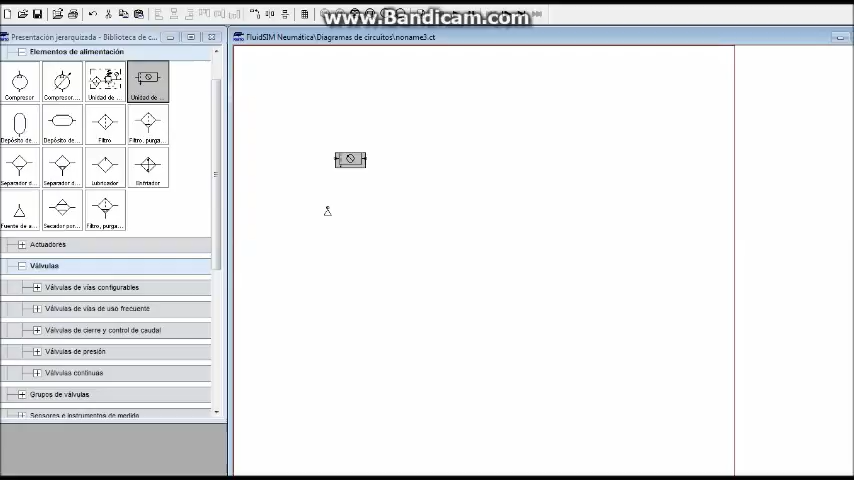 www.Bandicam.com
Presentación jerarquizada - Biblioteca de c...
FluidSIM Neumática\Diagramas de circuitos\noname3.ct
Elementos de alimentación
Compresor
Compresor...
Unidad de ...
Unidad de ...
Depósito de...
Depósito de...
Filtro
Filtro, purga...
Separador d...
Separador d...
Lubricador
Enfriador
Fuente de a...
Secador por...
Filtro, purga...
Actuadores
Válvulas
Válvulas de vías configurables
Válvulas de vías de uso frecuente
Válvulas de cierre y control de caudal
Válvulas de presión
Válvulas continuas
Grupos de válvulas
Sensores e instrumentos de medida